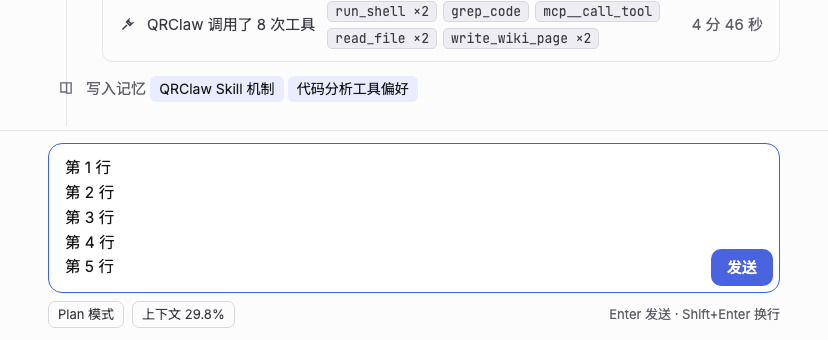 QRClaw 调用了 8 次工具 run_shell ×2 grep_code mcp__call_tool 4 分 46 秒
read_file ×2 write_wiki_page ×2
写入记忆 QRClaw Skill 机制 代码分析工具偏好
第 1 行
第 2 行
第 3 行
第 4 行
第 5 行
发送
Plan 模式 上下文 29.8% Enter 发送 · Shift+Enter 换行